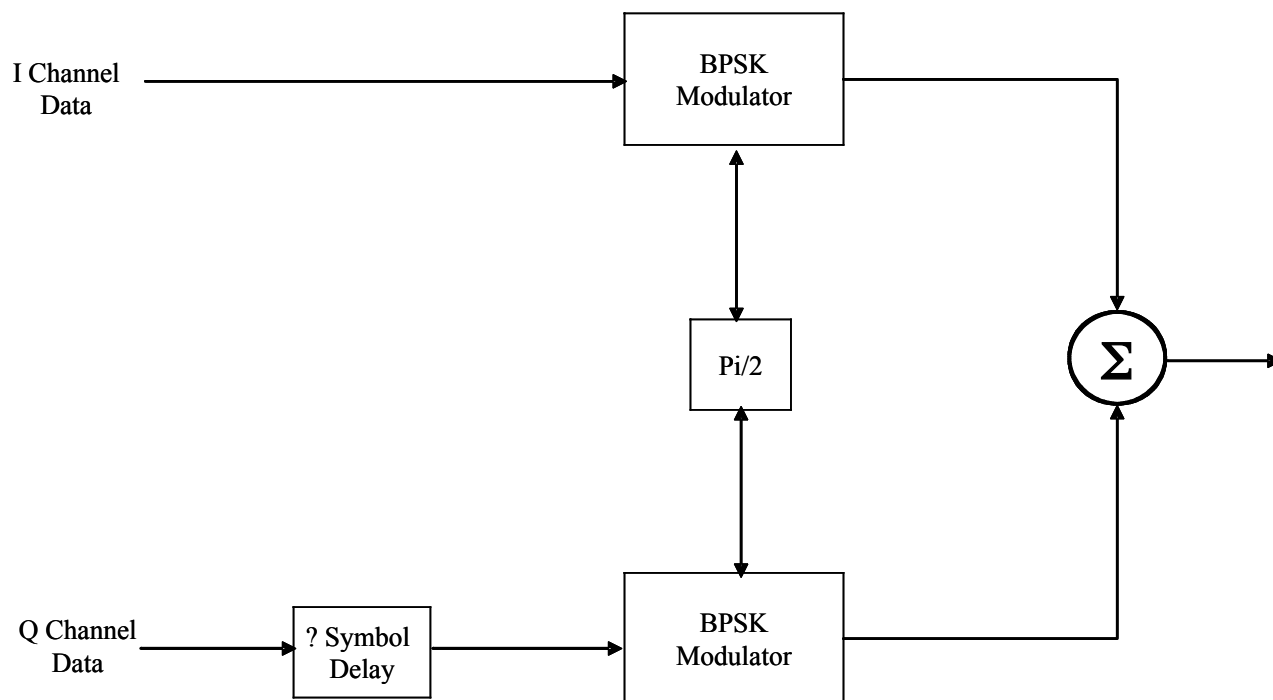 I Channel
Data
BPSK
Modulator
Pi/2
Σ
Q Channel
Data
? Symbol
Delay
BPSK
Modulator